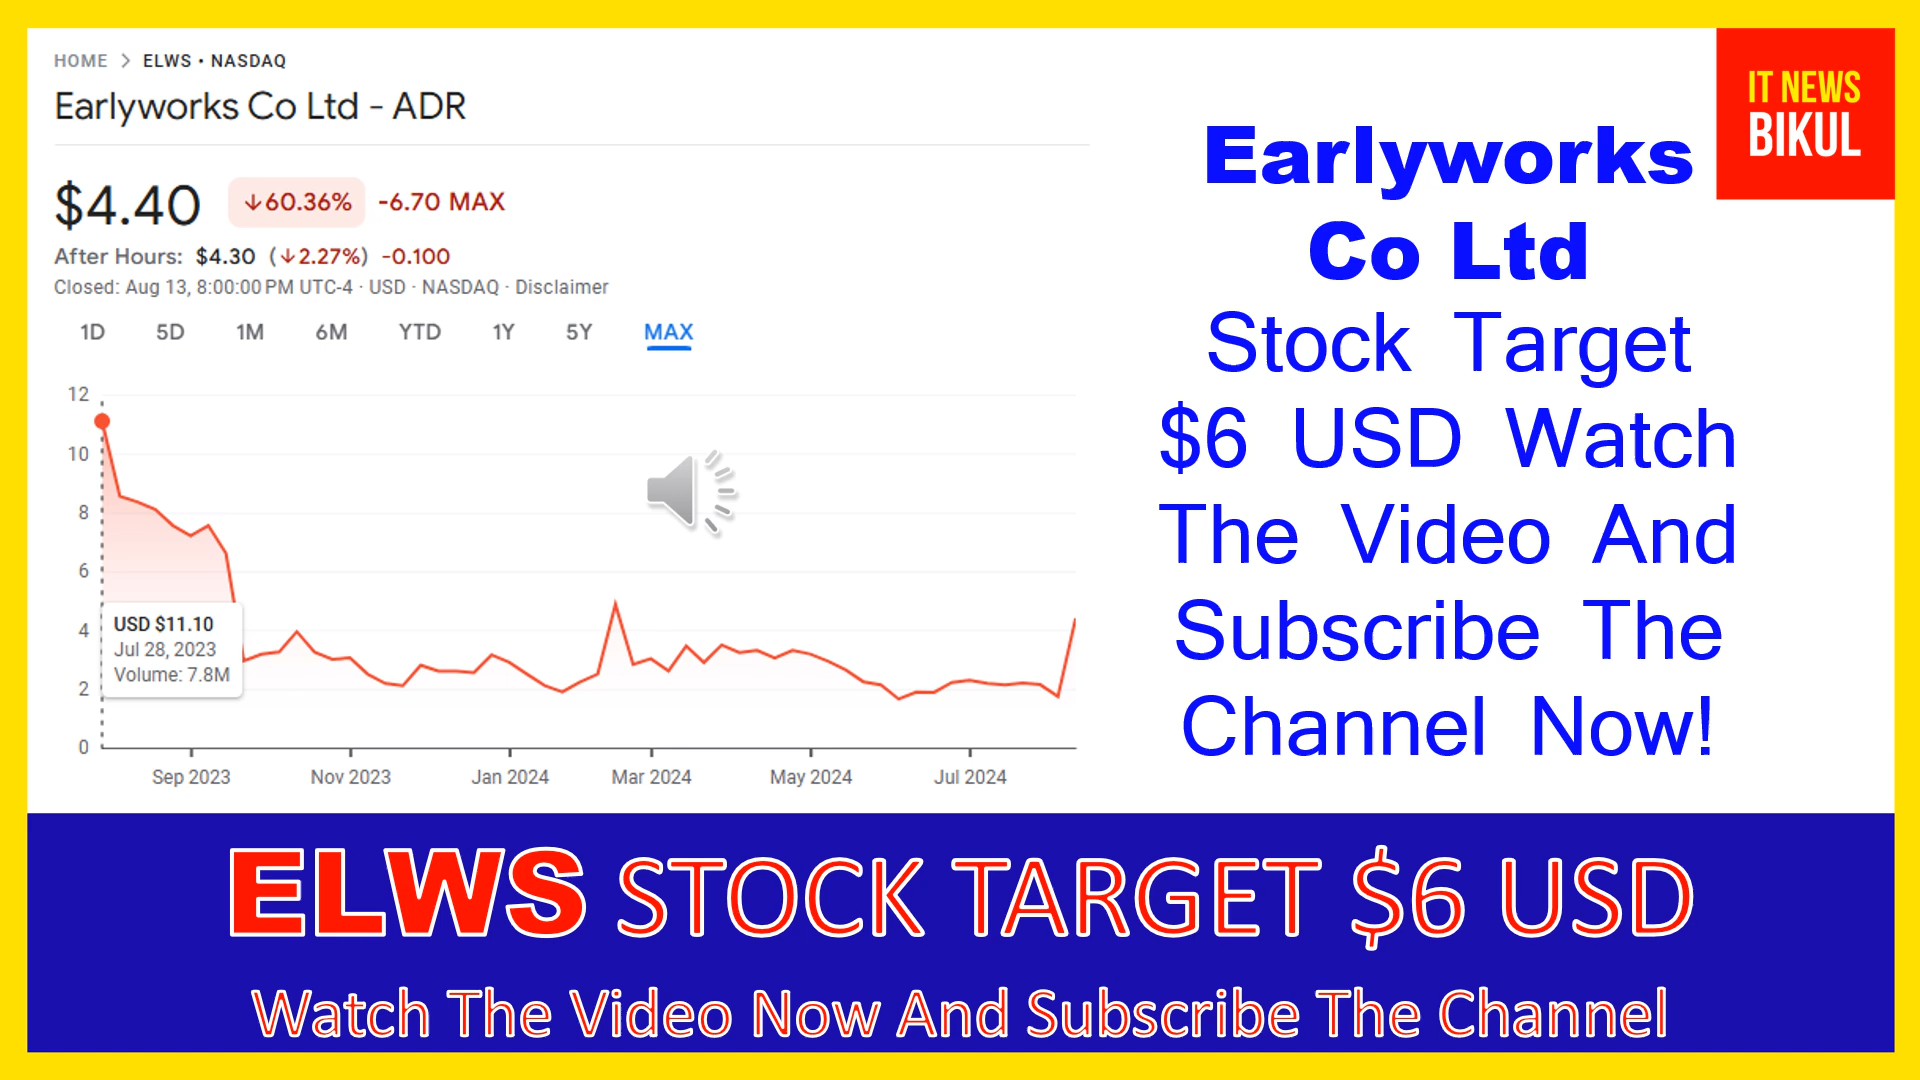 HOME > ELWS • NASDAQ
Earlyworks Co Ltd - ADR
$4.40 ↓60.36% -6.70 MAX
After Hours: $4.30 (↓2.27%) -0.100
Closed: Aug 13, 8:00:00 PM UTC-4 · USD · NASDAQ · Disclaimer
1D 5D 1M 6M YTD 1Y 5Y MAX
12
10
8
6
4
2
0
USD $11.10
Jul 28, 2023
Volume: 7.8M
Sep 2023 Nov 2023 Jan 2024 Mar 2024 May 2024 Jul 2024
IT NEWS
BIKUL
Earlyworks
Co Ltd
Stock Target
$6 USD Watch
The Video And
Subscribe The
Channel Now!
ELWS STOCK TARGET $6 USD
Watch The Video Now And Subscribe The Channel